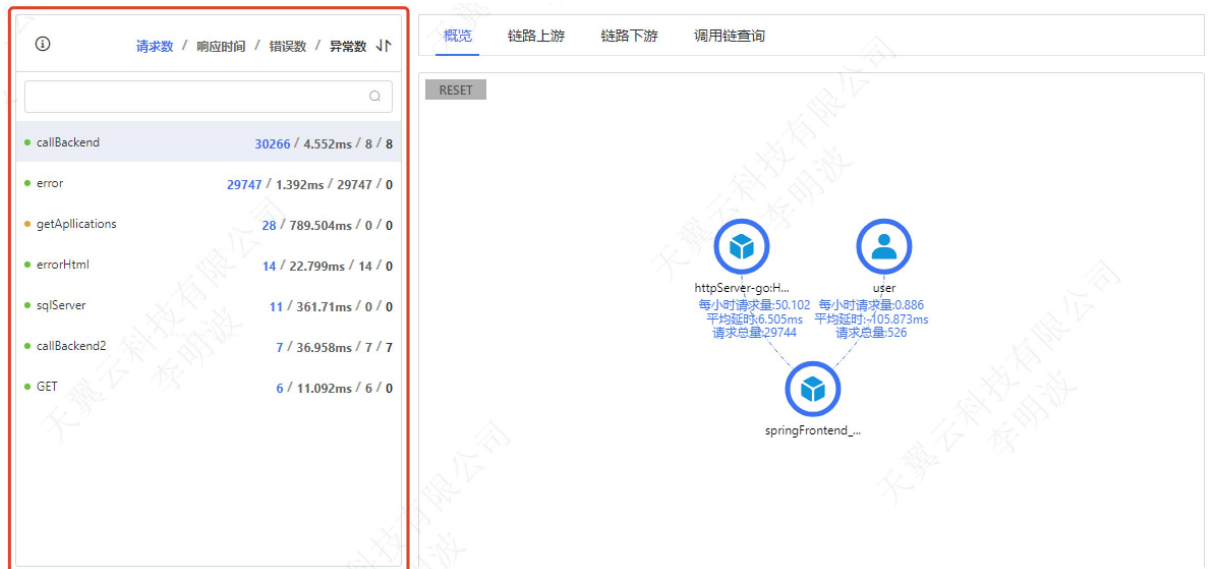 请求数 / 响应时间 / 错误数 / 异常数
callBackend 30266 / 4.552ms / 8 / 8
error 29747 / 1.392ms / 29747 / 0
getApllications 28 / 789.504ms / 0 / 0
errorHtml 14 / 22.799ms / 14 / 0
sqlServer 11 / 361.71ms / 0 / 0
callBackend2 7 / 36.958ms / 7 / 7
GET 6 / 11.092ms / 6 / 0
概览 链路上游 链路下游 调用链查询
RESET
httpServer-go:H...
每小时请求量:50.102
平均延时:6.505ms
请求总量:29744
user
每小时请求量:0.886
平均延时:105.873ms
请求总量:526
springFrontend_...
天翼云科技有限公司
李明波